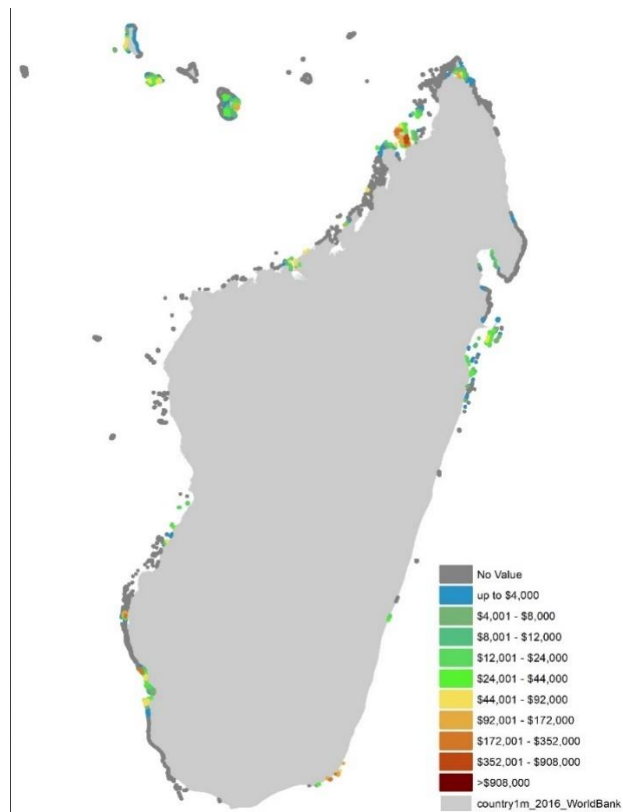 No Value
up to $4,000
$4,001 - $8,000
$8,001 - $12,000
$12,001 - $24,000
$24,001 - $44,000
$44,001 - $92,000
$92,001 - $172,000
$172,001 - $352,000
$352,001 - $908,000
>$908,000
country1m_2016_WorldBank